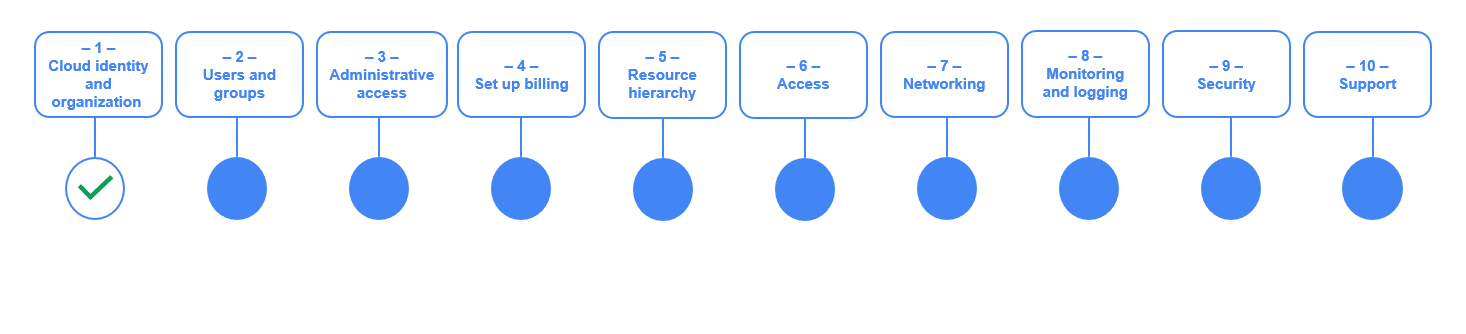 – 1 –
Cloud identity
and
organization
– 2 –
Users and
groups
– 3 –
Administrative
access
– 4 –
Set up billing
– 5 –
Resource
hierarchy
– 6 –
Access
– 7 –
Networking
– 8 –
Monitoring
and logging
– 9 –
Security
– 10 –
Support